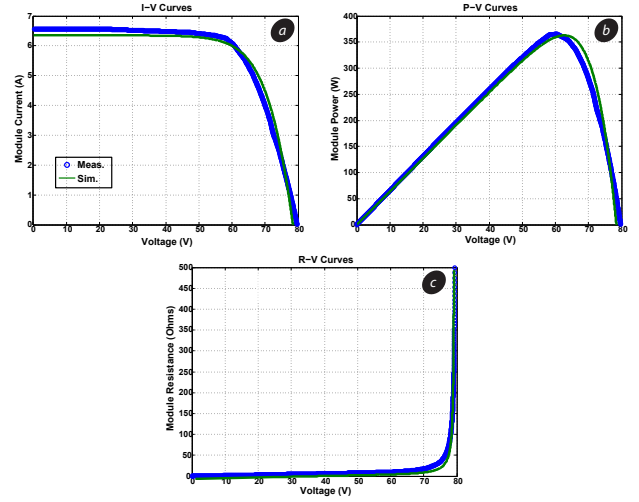 I−V Curves
7
6
5
4
3
2
1
0
Module Current (A)
a
Meas.
Sim.
0 10 20 30 40 50 60 70 80
Voltage (V)
P−V Curves
400
350
300
250
200
150
100
50
0
Module Power (W)
b
0 10 20 30 40 50 60 70 80
Voltage (V)
R−V Curves
500
450
400
350
300
250
200
150
100
50
0
Module Resistance (Ohms)
c
0 10 20 30 40 50 60 70 80
Voltage (V)